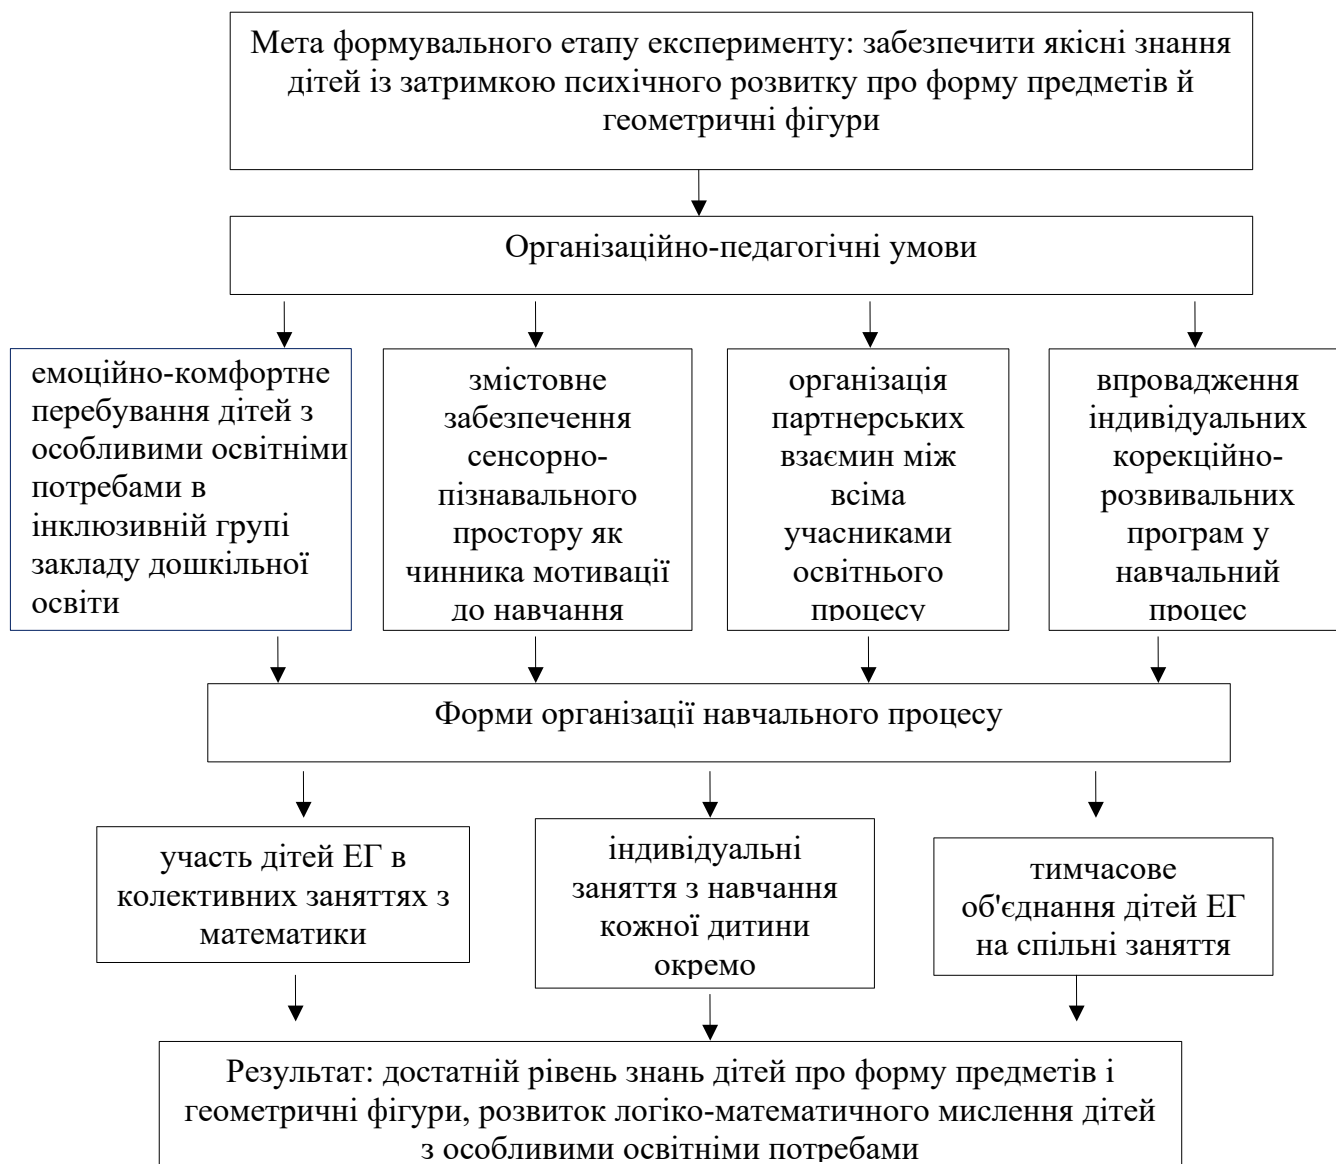 Мета формувального етапу експерименту: забезпечити якісні знання
дітей із затримкою психічного розвитку про форму предметів й
геометричні фігури
Організаційно-педагогічні умови
емоційно-комфортне
перебування дітей з
особливими освітніми
потребами в
інклюзивній групі
закладу дошкільної
освіти
змістовне
забезпечення
сенсорно-
пізнавального
простору як
чинника мотивації
до навчання
організація
партнерських
взаємин між
всіма
учасниками
освітнього
процесу
впровадження
індивідуальних
корекційно-
розвивальних
програм у
навчальний
процес
Форми організації навчального процесу
участь дітей ЕГ в
колективних заняттях з
математики
індивідуальні
заняття з навчання
кожної дитини
окремо
тимчасове
об'єднання дітей ЕГ
на спільні заняття
Результат: достатній рівень знань дітей про форму предметів і
геометричні фігури, розвиток логіко-математичного мислення дітей
з особливими освітніми потребами